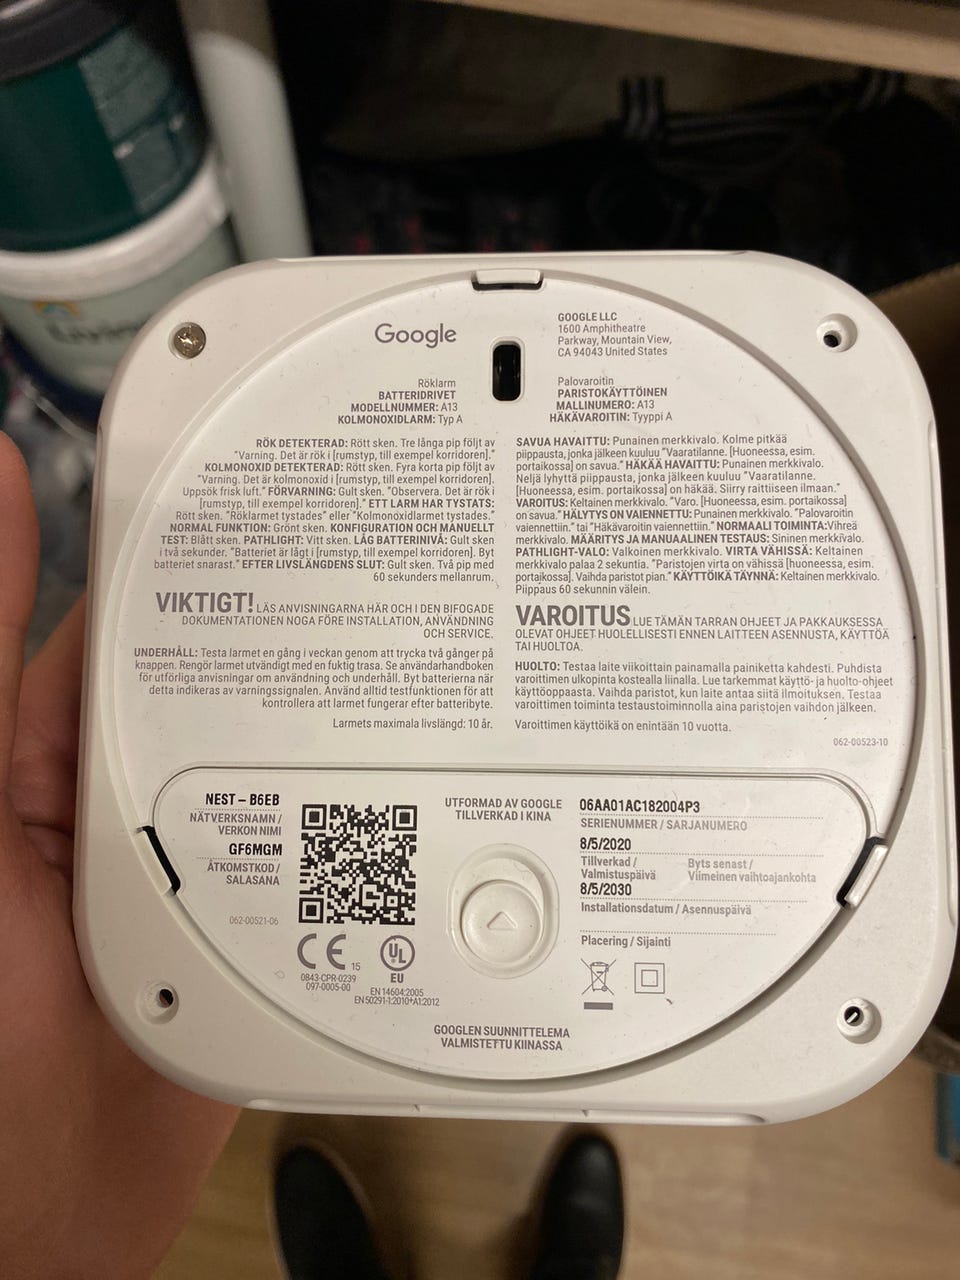 Google
GOOGLE LLC
1600 Amphitheatre
Parkway, Mountain View,
CA 94043 United States
Röklarm
BATTERIDRIVET
MODELLNUMMER: A13
KOLMONOXIDLARM: Typ A
Palovaroitin
PARISTOKÄYTTÖINEN
MALLINUMERO: A13
HÄKÄVAROITIN: Tyyppi A
RÖK DETEKTERAD: Rött sken. Tre långa pip följt av
"Varning. Det är rök i [rumstyp, till exempel korridoren]."
KOLMONOXID DETEKTERAD: Rött sken. Fyra korta pip följt av
"Varning. Det är kolmonoxid i [rumstyp, till exempel korridoren].
Uppsök frisk luft." FÖRVARNING: Gult sken. "Observera. Det är rök i
[rumstyp, till exempel korridoren]." ETT LARM HAR TYSTATS:
Rött sken. "Röklarmet tystades" eller "Kolmonoxidlarmet tystades."
NORMAL FUNKTION: Grönt sken. KONFIGURATION OCH MANUELLT
TEST: Blått sken. PATHLIGHT: Vitt sken. LÅG BATTERINIVÅ: Gult sken
i två sekunder. "Batteriet är lågt i [rumstyp, till exempel korridoren]. Byt
batteriet snarast." EFTER LIVSLÄNGDENS SLUT: Gult sken. Två pip med
60 sekunders mellanrum.
VIKTIGT! LÄS ANVISNINGARNA HÄR OCH I DEN BIFOGADE
DOKUMENTATIONEN NOGA FÖRE INSTALLATION, ANVÄNDNING
OCH SERVICE.
UNDERHÅLL: Testa larmet en gång i veckan genom att trycka två gånger på
knappen. Rengör larmet utvändigt med en fuktig trasa. Se användarhandboken
för utförliga anvisningar om användning och underhåll. Byt batterierna när
detta indikeras av varningssignalen. Använd alltid testfunktionen för att
kontrollera att larmet fungerar efter batteribyte.
Larmets maximala livslängd: 10 år.
SAVUA HAVAITTU: Punainen merkkivalo. Kolme pitkää
piippausta, jonka jälkeen kuuluu "Vaaratilanne. [Huoneessa, esim.
portaikossa] on savua." HÄKÄÄ HAVAITTU: Punainen merkkivalo.
Neljä lyhyttä piippausta, jonka jälkeen kuuluu "Vaaratilanne.
[Huoneessa, esim. portaikossa] on häkää. Siirry raittiiseen ilmaan."
VAROITUS: Keltainen merkkivalo. "Varo. [Huoneessa, esim. portaikossa]
on savua." HÄLYTYS ON VAIENNETTU: Punainen merkkivalo. "Palovaroitin
vaiennettiin." tai "Häkävaroitin vaiennettiin." NORMAALI TOIMINTA:Vihreä
merkkivalo. MÄÄRITYS JA MANUAALINEN TESTAUS: Sininen merkkivalo.
PATHLIGHT-VALO: Valkoinen merkkivalo. VIRTA VÄHISSÄ: Keltainen
merkkivalo palaa 2 sekuntia. "Paristojen virta on vähissä [huoneessa, esim.
portaikossa]. Vaihda paristot pian." KÄYTTÖIKÄ TÄYNNÄ: Keltainen merkkivalo.
Piippaus 60 sekunnin välein.
VAROITUS LUE TÄMÄN TARRAN OHJEET JA PAKKAUKSESSA
OLEVAT OHJEET HUOLELLISESTI ENNEN LAITTEEN ASENNUSTA, KÄYTTÖÄ
TAI HUOLTOA.
HUOLTO: Testaa laite viikoittain painamalla painiketta kahdesti. Puhdista
varoittimen ulkopinta kostealla liinalla. Lue tarkemmat käyttö- ja huolto-ohjeet
käyttöoppaasta. Vaihda paristot, kun laite antaa siitä ilmoituksen. Testaa
varoittimen toiminta testaustoiminnolla aina paristojen vaihdon jälkeen.
Varoittimen käyttöikä on enintään 10 vuotta.
062-00523-10
NEST – B6EB
NÄTVERKSNAMN /
VERKON NIMI
GF6MGM
ÅTKOMSTKOD /
SALASANA
062-00521-06
UTFORMAD AV GOOGLE
TILLVERKAD I KINA
06AA01AC182004P3
SERIENUMMER / SARJANUMERO
8/5/2020
Tillverkad /
Valmistuspäivä
Byts senast /
Viimeinen vaihtoajankohta
8/5/2030
Installationsdatum / Asennuspäivä
Placering / Sijainti
CE 15
0843-CPR-0239
097-0005-00
UL
EU
EN 14604:2005
EN 50291-1:2010+A1:2012
GOOGLEN SUUNNITTELEMA
VALMISTETTU KIINASSA